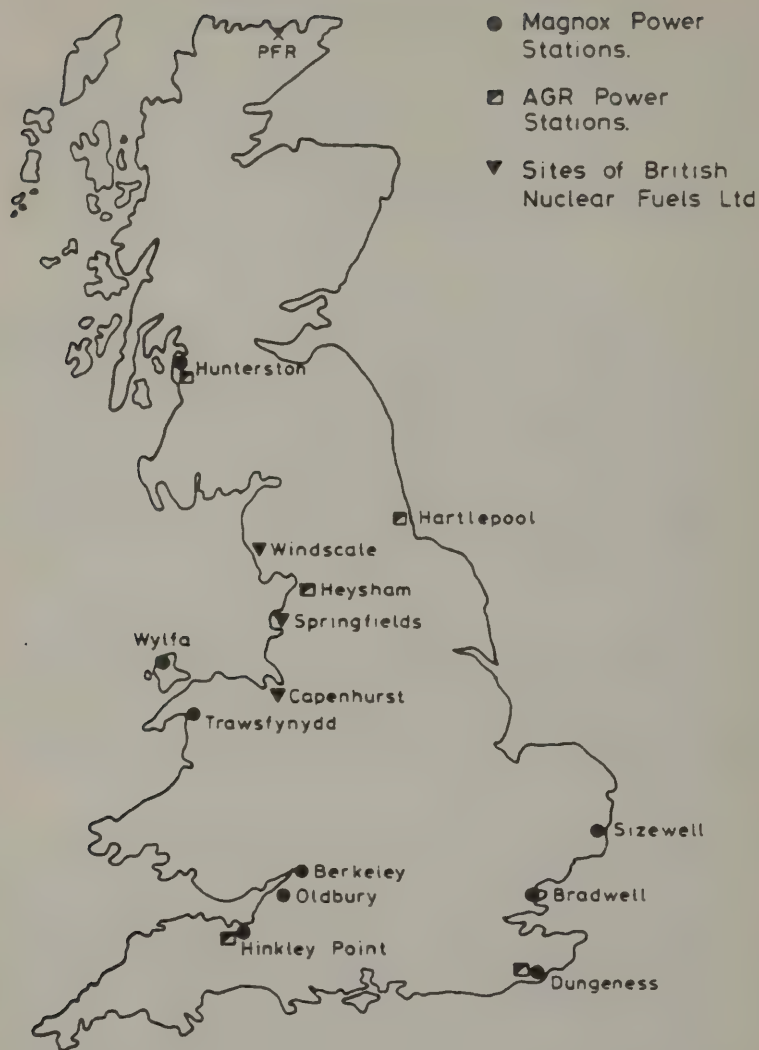 Magnox Power
Stations.
AGR Power
Stations.
Sites of British
Nuclear Fuels Ltd
PFR
Hunterston
Hartlepool
Windscale
Heysham
Springfields
Wylfa
Capenhurst
Trawsfynydd
Sizewell
Berkeley
Oldbury
Bradwell
Hinkley Point
Dungeness